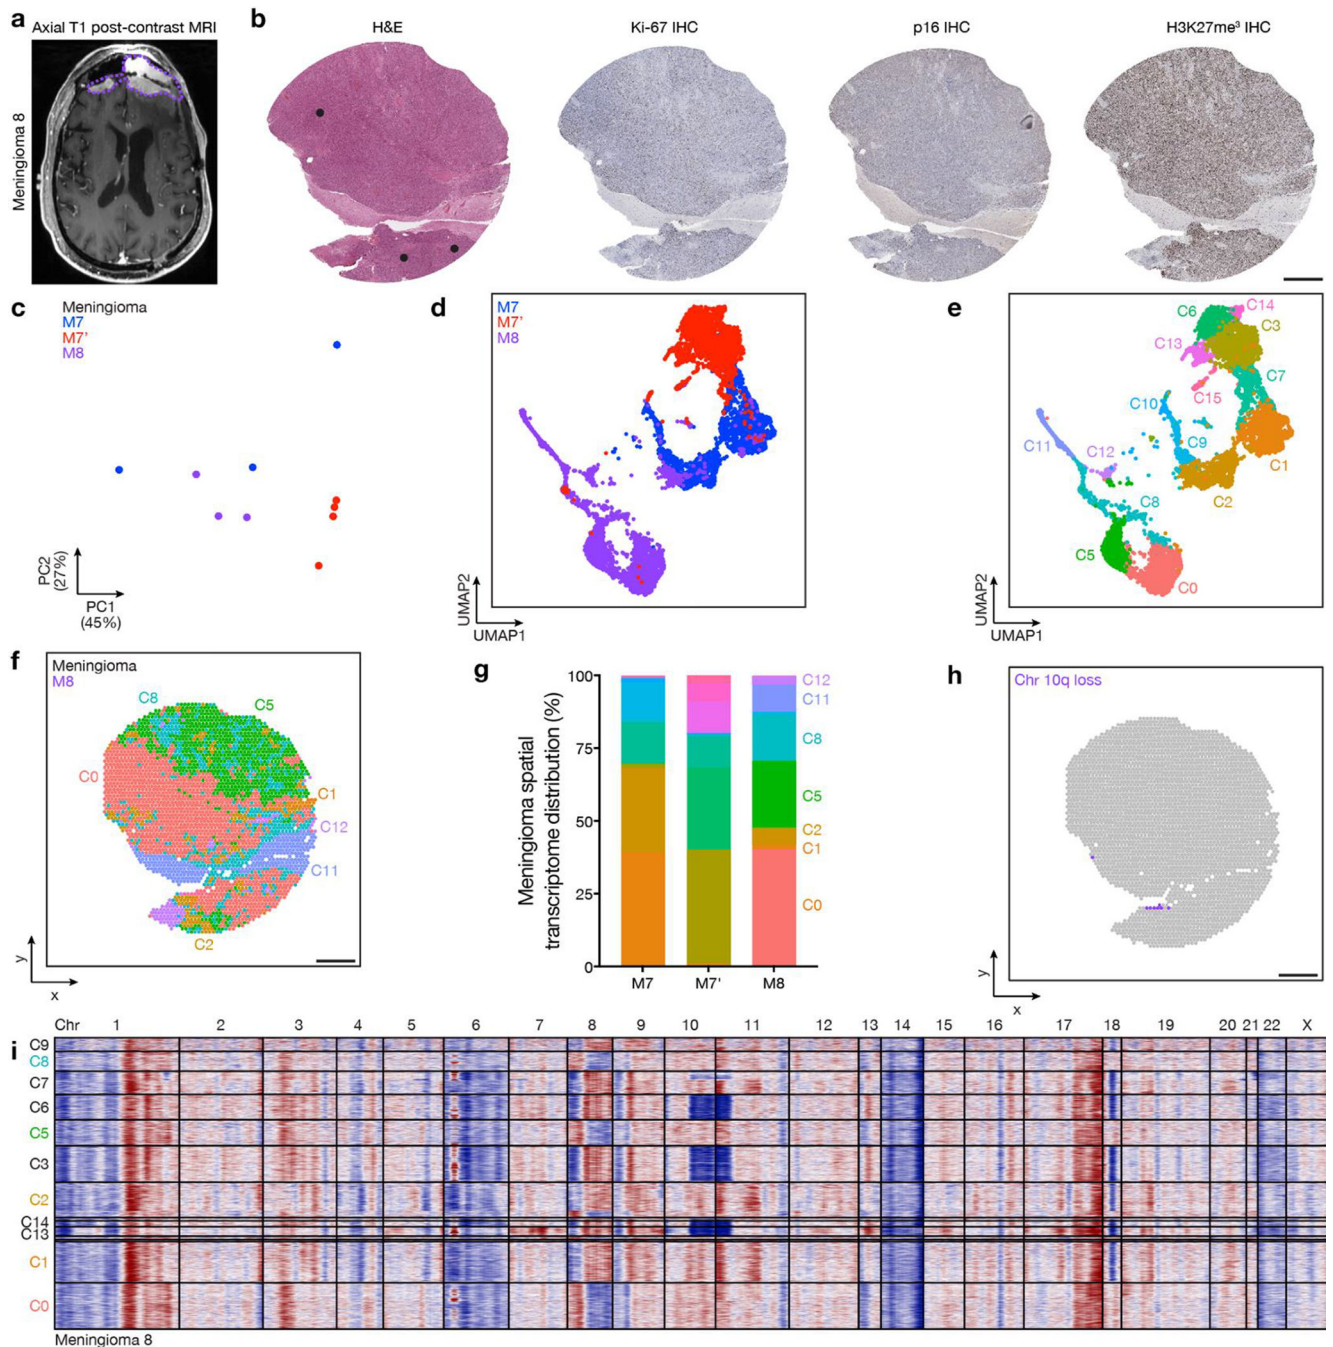 a
Axial T1 post-contrast MRI
Meningioma 8
b
H&E
Ki-67 IHC
p16 IHC
H3K27me³ IHC
c
Meningioma
M7
M7'
M8
PC2
(27%)
PC1
(45%)
d
M7
M7'
M8
UMAP2
UMAP1
e
C6
C14
C3
C13
C7
C15
C10
C11
C9
C12
C1
C2
C8
C5
C0
UMAP2
UMAP1
f
Meningioma
M8
C8
C5
C0
C1
C12
C11
C2
y
x
g
Meningioma spatial
transcriptome distribution (%)
100
75
50
25
0
C12
C11
C8
C5
C2
C1
C0
M7
M7'
M8
h
Chr 10q loss
y
x
i
Chr 1 2 3 4 5 6 7 8 9 10 11 12 13 14 15 16 17 18 19 20 21 22 X
C9
C8
C7
C6
C5
C3
C2
C14
C13
C1
C0
Meningioma 8